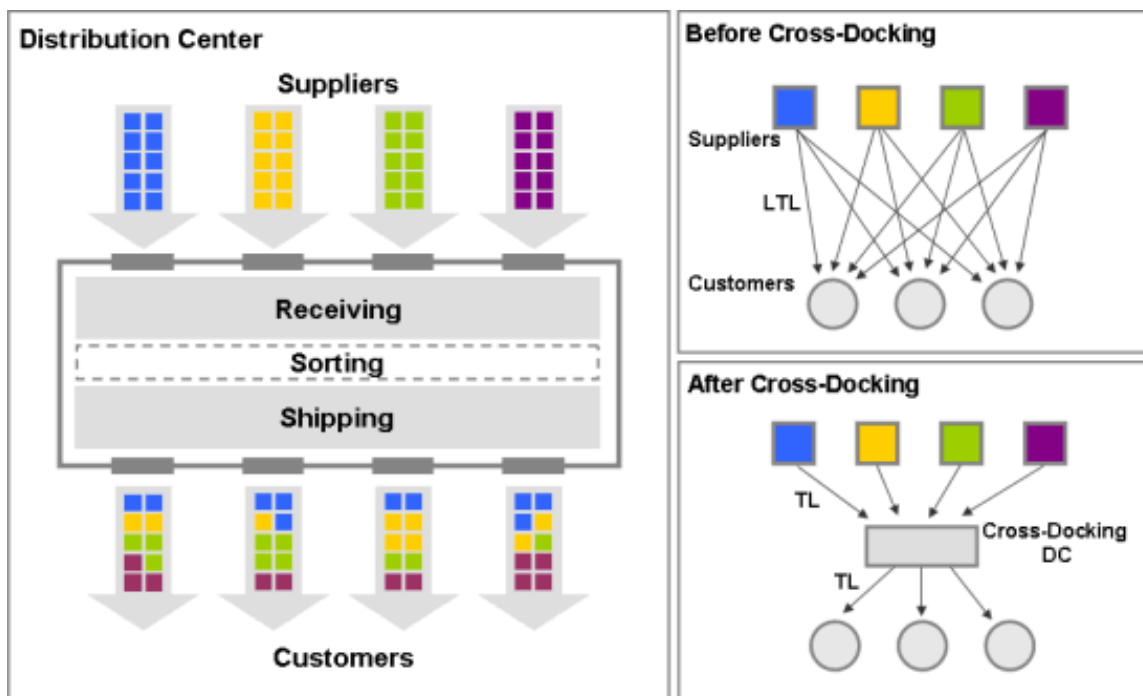 Distribution Center
Suppliers
Receiving
Sorting
Shipping
Customers
Before Cross-Docking
Suppliers
LTL
Customers
After Cross-Docking
TL
Cross-Docking
DC
TL